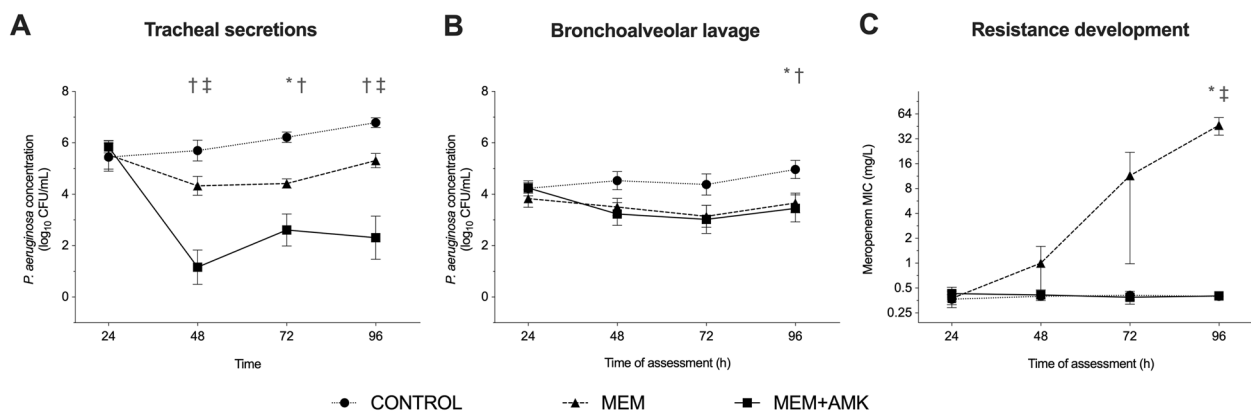 A Tracheal secretions
† ‡ * † † ‡
8
6
4
2
0
P. aeruginosa concentration
(log10 CFU/mL)
24 48 72 96
Time
B Bronchoalveolar lavage
* †
8
6
4
2
0
P. aeruginosa concentration
(log10 CFU/mL)
24 48 72 96
Time of assessment (h)
C Resistance development
* ‡
64
32
16
8
4
2
1
0.5
0.25
Meropenem MIC (mg/L)
24 48 72 96
Time of assessment (h)
CONTROL MEM MEM+AMK